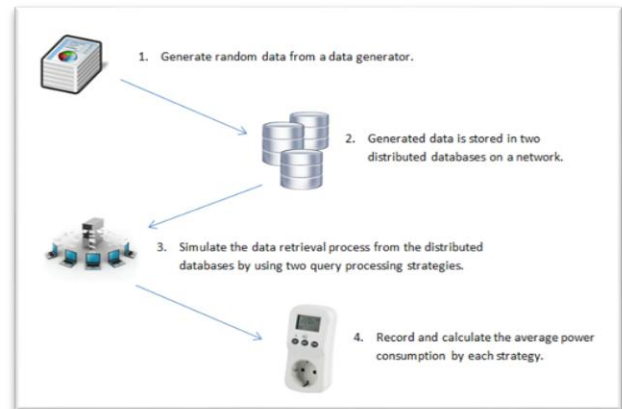 1. Generate random data from a data generator.
2. Generated data is stored in two
distributed databases on a network.
3. Simulate the data retrieval process from the distributed
databases by using two query processing strategies.
4. Record and calculate the average power
consumption by each strategy.